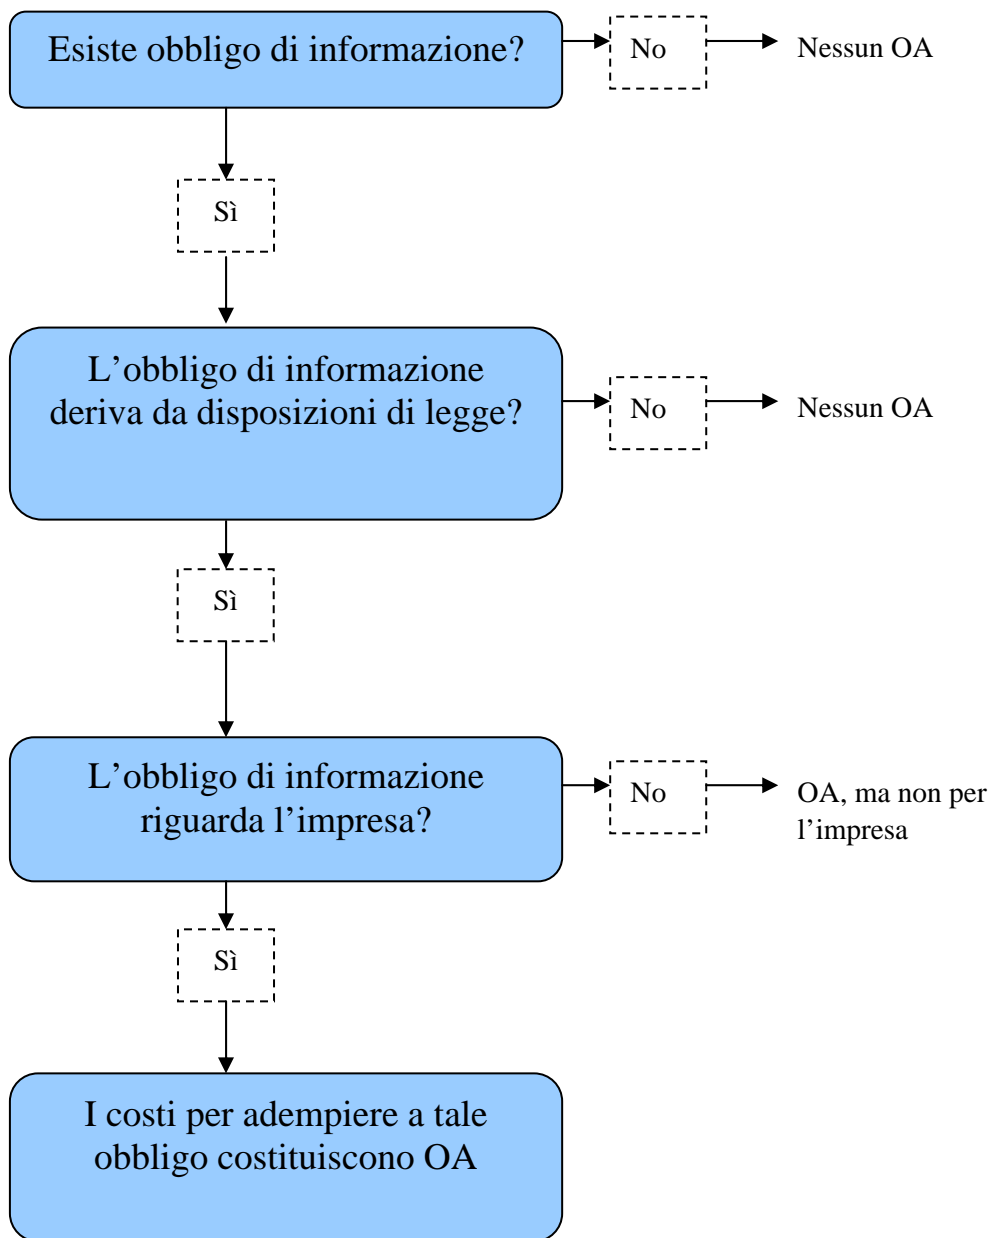 Esiste obbligo di informazione?
No
Nessun OA
Sì
L’obbligo di informazione
deriva da disposizioni di legge?
No
Nessun OA
Sì
L’obbligo di informazione
riguarda l’impresa?
No
OA, ma non per
l’impresa
Sì
I costi per adempiere a tale
obbligo costituiscono OA